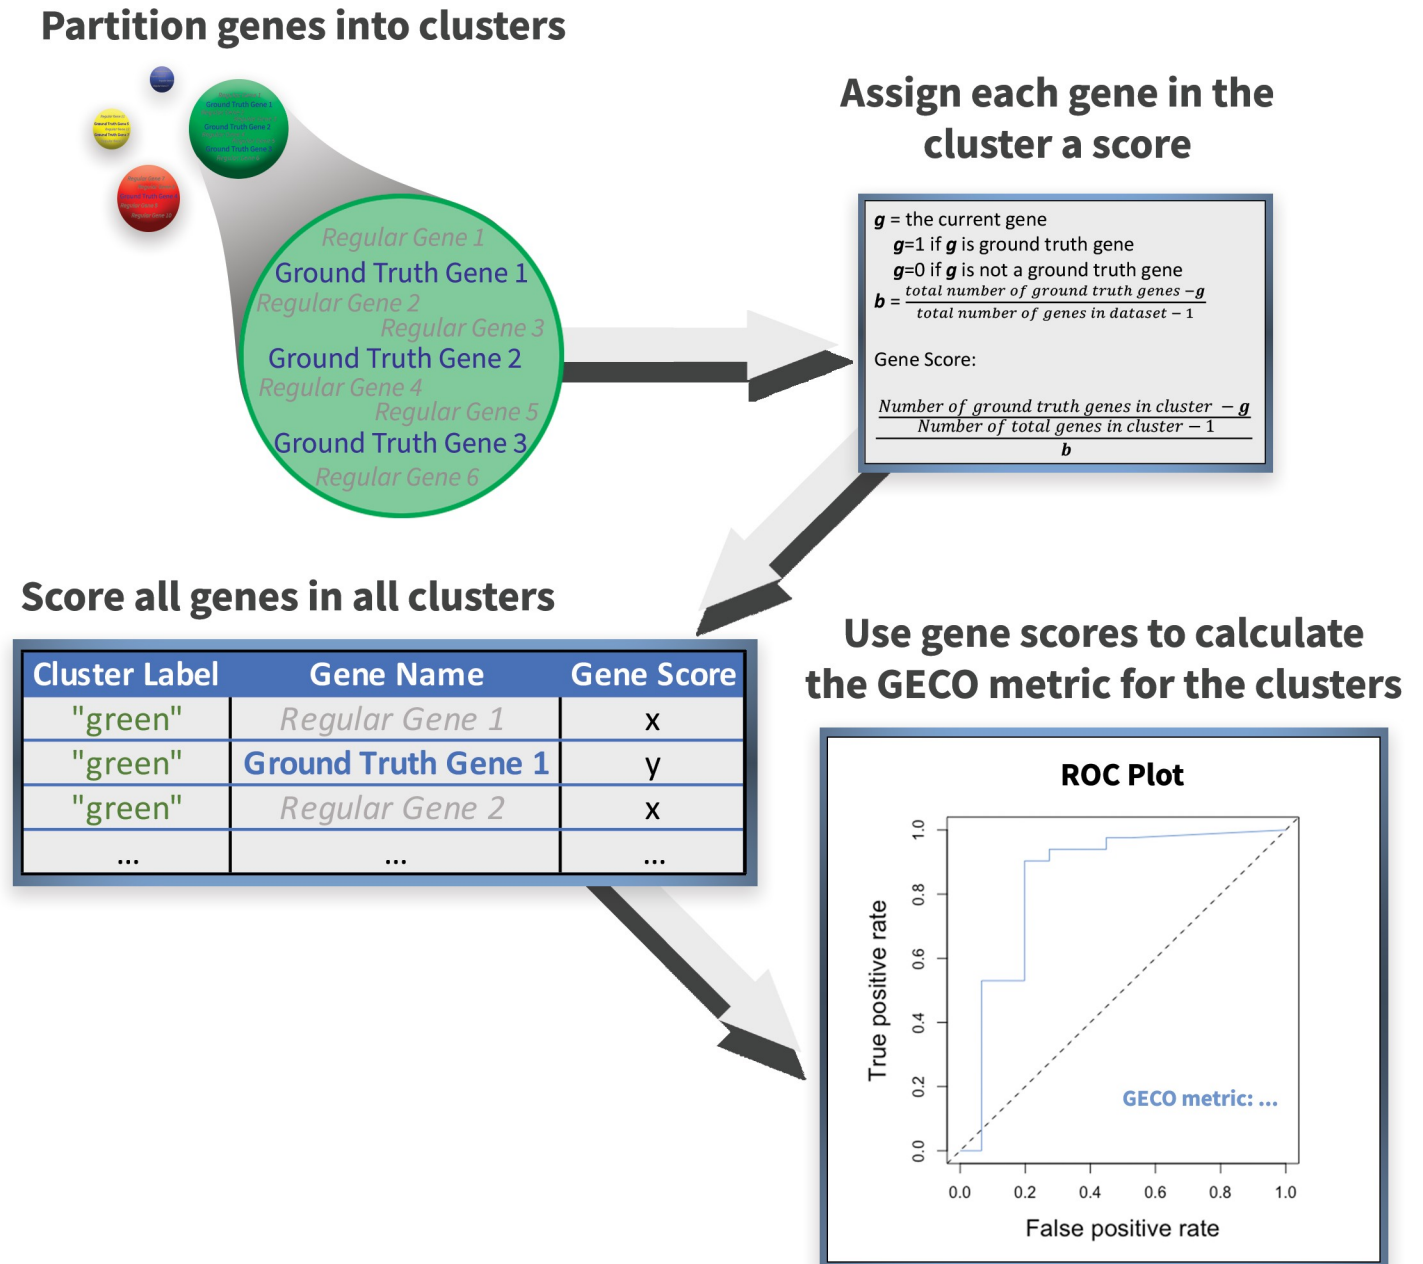 Partition genes into clusters
Regular Gene 1
Ground Truth Gene 1
Regular Gene 2
Regular Gene 3
Ground Truth Gene 2
Regular Gene 4
Regular Gene 5
Ground Truth Gene 3
Regular Gene 6
Assign each gene in the
cluster a score
g = the current gene
g=1 if g is ground truth gene
g=0 if g is not a ground truth gene
b = total number of ground truth genes −g
total number of genes in dataset − 1
Gene Score:
Number of ground truth genes in cluster − g
Number of total genes in cluster − 1
b
Score all genes in all clusters
Cluster Label Gene Name Gene Score
"green" Regular Gene 1 x
"green" Ground Truth Gene 1 y
"green" Regular Gene 2 x
... ... ...
Use gene scores to calculate
the GECO metric for the clusters
ROC Plot
True positive rate
1.0
0.8
0.6
0.4
0.2
0.0
GECO metric: ...
0.0 0.2 0.4 0.6 0.8 1.0
False positive rate